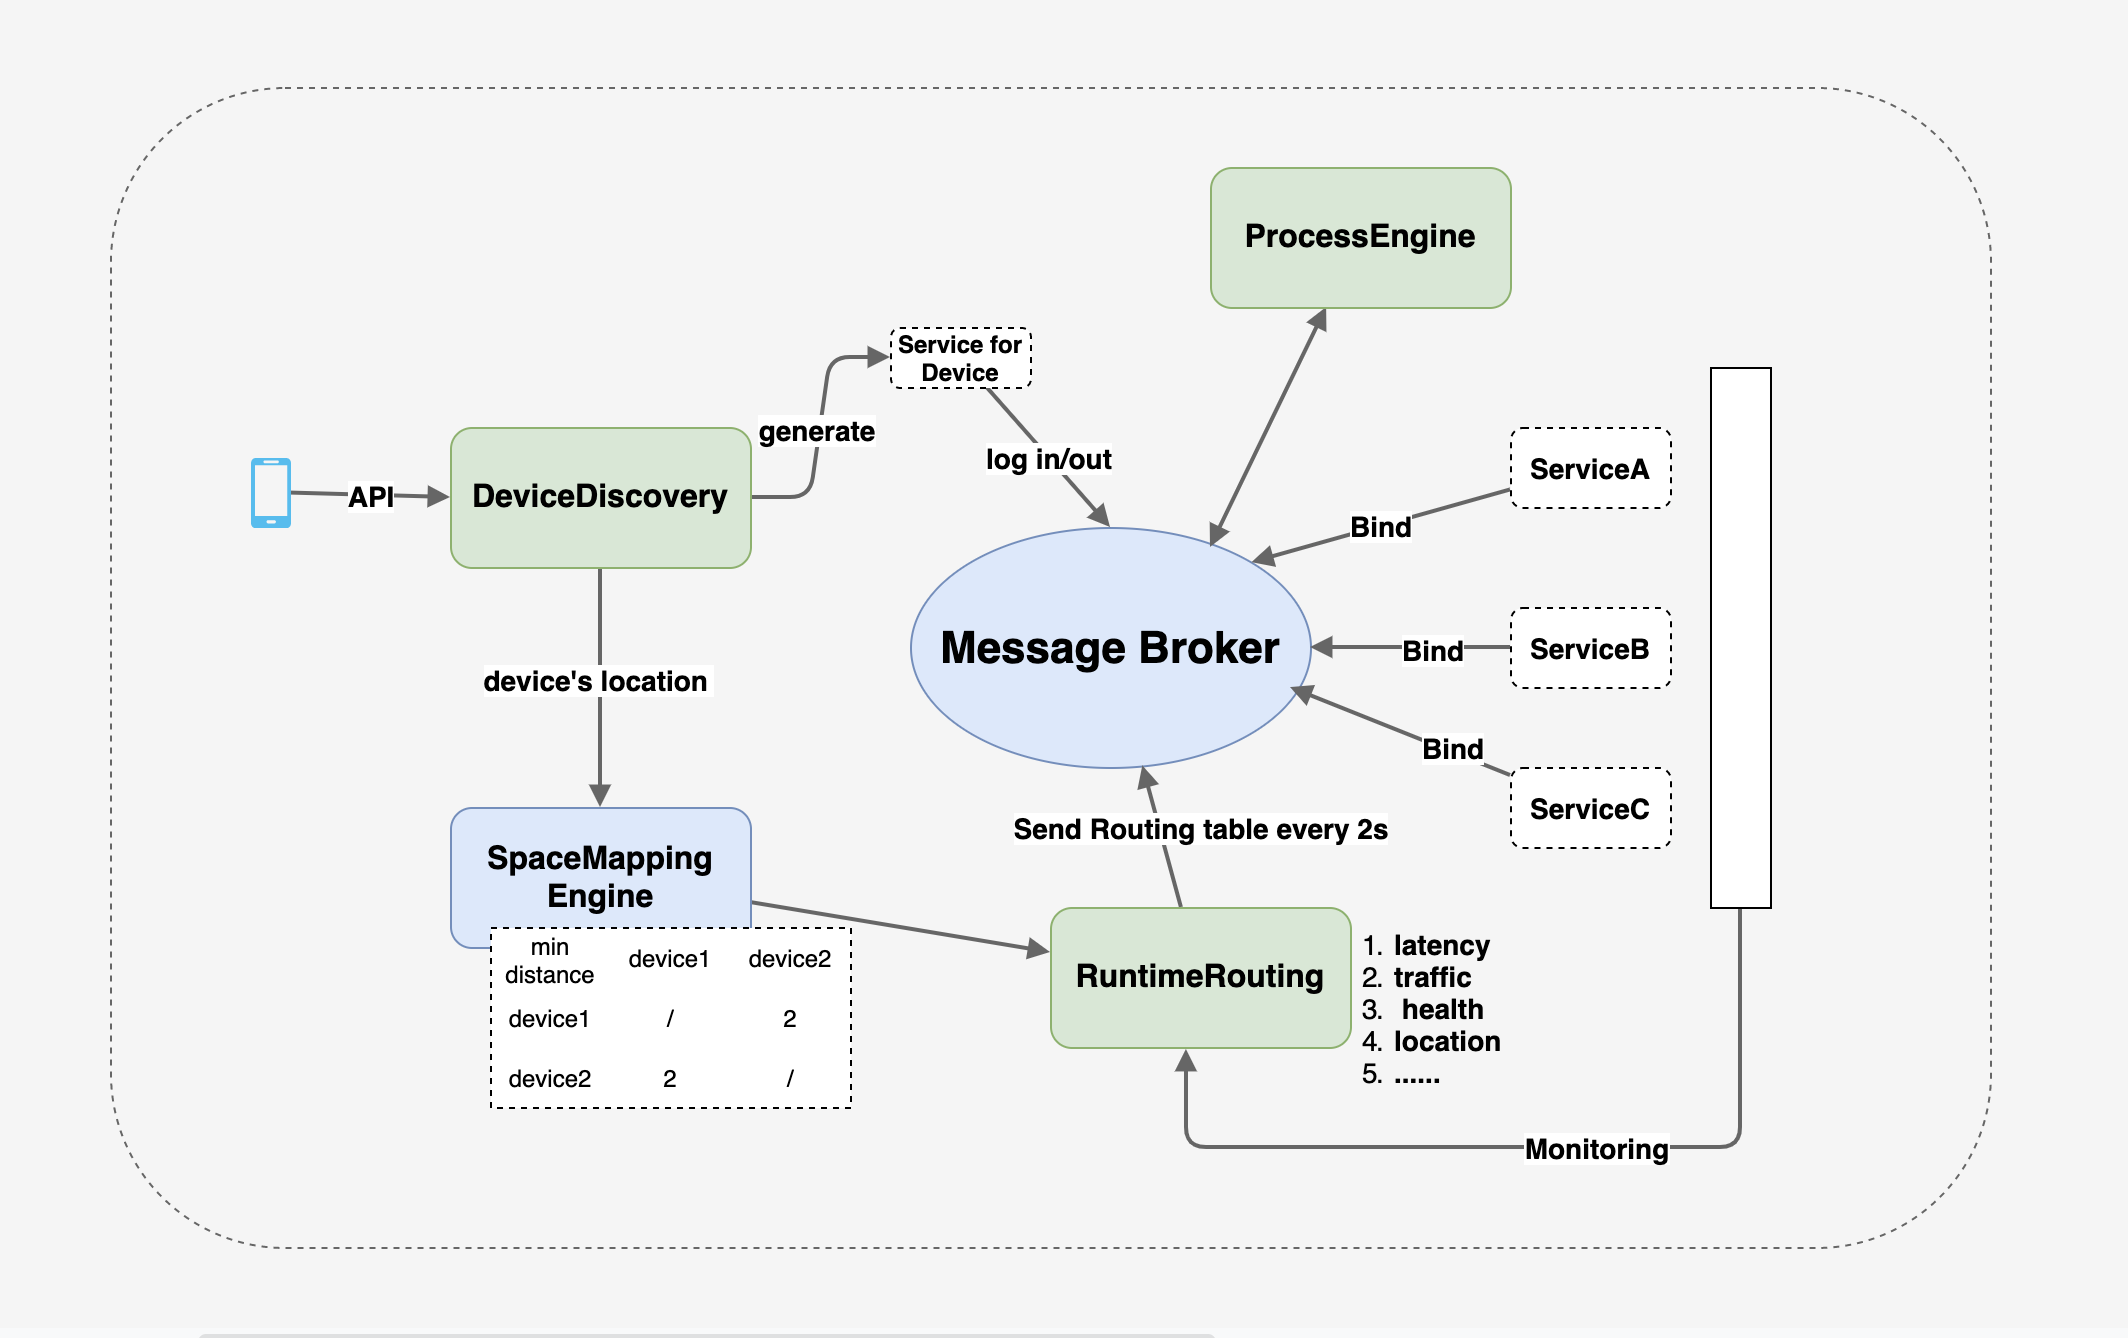 ProcessEngine
Service for
Device
generate
log in/out
API
DeviceDiscovery
ServiceA
Bind
Message Broker
Bind
ServiceB
device's location
Bind
ServiceC
Send Routing table every 2s
SpaceMapping
Engine
min
distance
device1
device2
device1
/
2
device2
2
/
RuntimeRouting
1. latency
2. traffic
3. health
4. location
5. ......
Monitoring